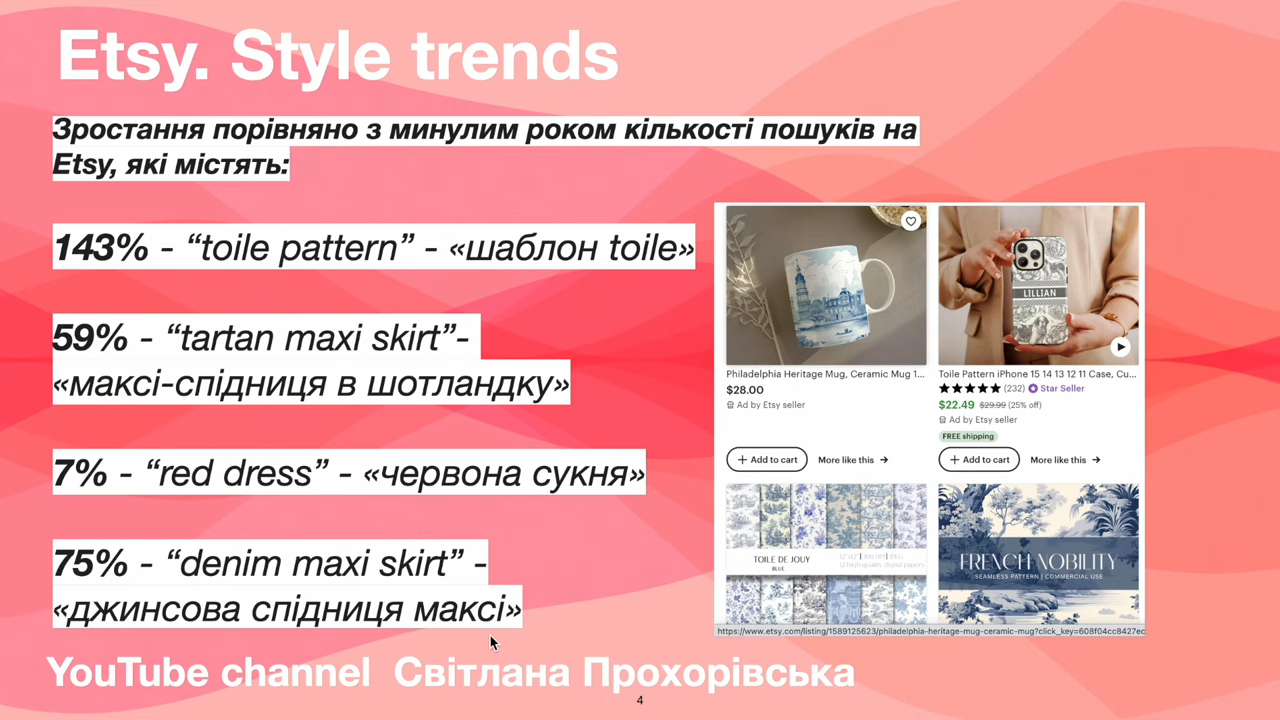 Etsy. Style trends
Зростання порівняно з минулим роком кількості пошуків на
Etsy, які містять:
143% - “toile pattern” - «шаблон toile»
59% - “tartan maxi skirt”-
«максі-спідниця в шотландку»
7% - “red dress” - «червона сукня»
75% - “denim maxi skirt” -
«джинсова спідниця максі»
LILLIAN
Philadelphia Heritage Mug, Ceramic Mug 1...
$28.00
Ad by Etsy seller
+ Add to cart
More like this →
Toile Pattern iPhone 15 14 13 12 11 Case, Cu...
★★★★★ (232) Star Seller
$22.49 $29.99 (25% off)
Ad by Etsy seller
FREE shipping
+ Add to cart
More like this →
TOILE DE JOUY
BLUE
FRENCH NOBILITY
SEAMLESS PATTERN | COMMERCIAL USE
https://www.etsy.com/listing/1589125623/philadelphia-heritage-mug-ceramic-mug?click_key=608f04cc8427ec
YouTube channel Світлана Прохорівська
4